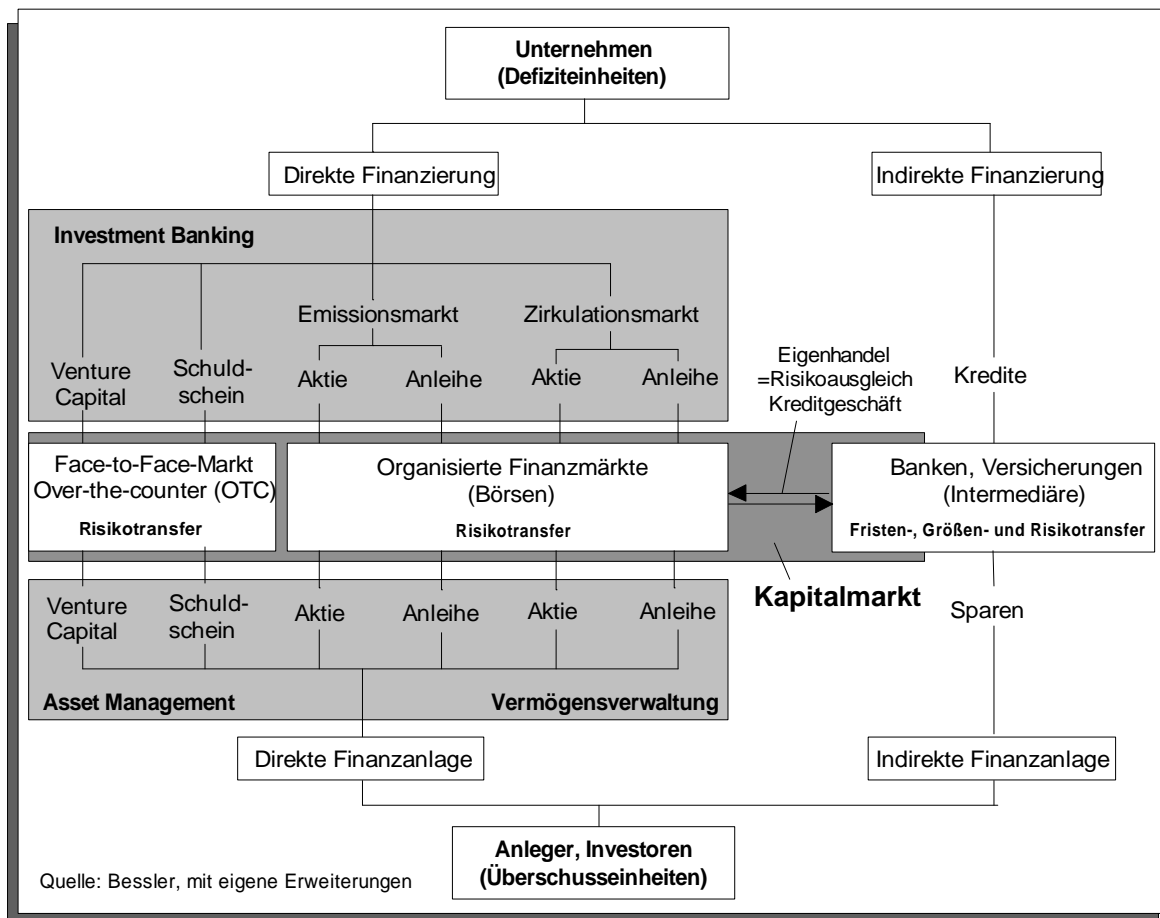 Unternehmen
(Defiziteinheiten)
Direkte Finanzierung
Indirekte Finanzierung
Investment Banking
Emissionsmarkt
Zirkulationsmarkt
Venture
Capital
Schuld-
schein
Aktie
Anleihe
Aktie
Anleihe
Eigenhandel
=Risikoausgleich
Kreditgeschäft
Kredite
Face-to-Face-Markt
Over-the-counter (OTC)
Risikotransfer
Organisierte Finanzmärkte
(Börsen)
Risikotransfer
Banken, Versicherungen
(Intermediäre)
Fristen-, Größen- und Risikotransfer
Kapitalmarkt
Venture
Capital
Schuld-
schein
Aktie
Anleihe
Aktie
Anleihe
Sparen
Asset Management
Vermögensverwaltung
Direkte Finanzanlage
Indirekte Finanzanlage
Anleger, Investoren
(Überschusseinheiten)
Quelle: Bessler, mit eigene Erweiterungen